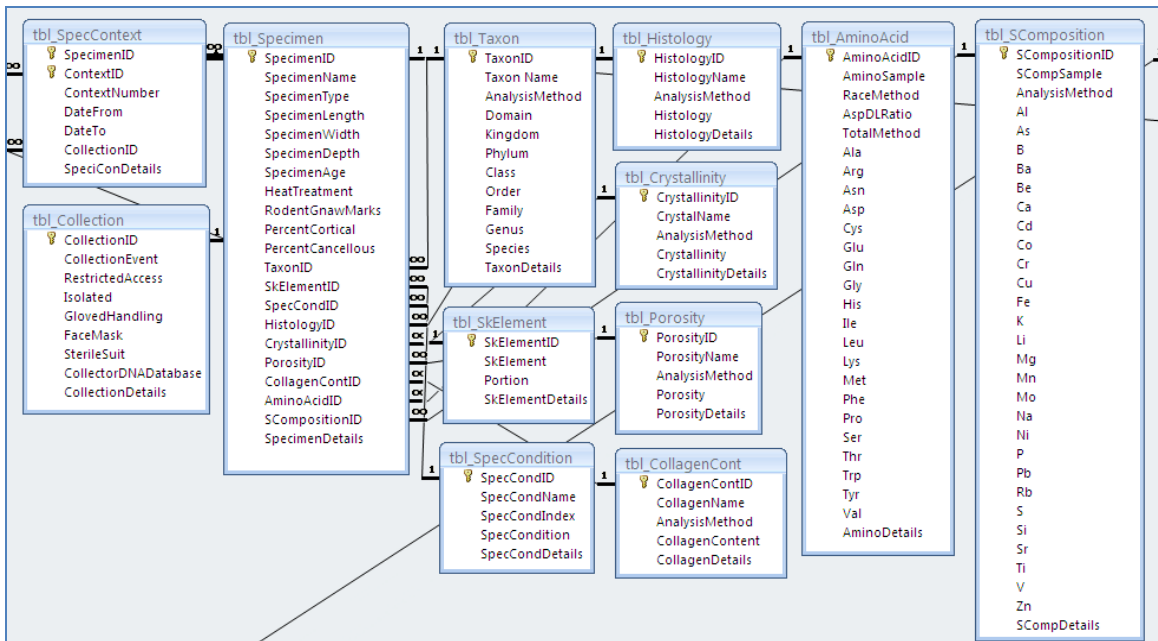 tbl_SpecContext
SpecimenID
ContextID
ContextNumber
DateFrom
DateTo
CollectionID
SpeciConDetails
tbl_Collection
CollectionID
CollectionEvent
RestrictedAccess
Isolated
GlovedHandling
FaceMask
SterileSuit
CollectorDNADatabase
CollectionDetails
tbl_Specimen
SpecimenID
SpecimenName
SpecimenType
SpecimenLength
SpecimenWidth
SpecimenDepth
SpecimenAge
HeatTreatment
RodentGnawMarks
PercentCortical
PercentCancellous
TaxonID
SkElementID
SpecCondID
HistologyID
CrystallinityID
PorosityID
CollagenContID
AminoAcidID
SCompositionID
SpecimenDetails
tbl_Taxon
TaxonID
Taxon Name
AnalysisMethod
Domain
Kingdom
Phylum
Class
Order
Family
Genus
Species
TaxonDetails
tbl_SkElement
SkElementID
SkElement
Portion
SkElementDetails
tbl_SpecCondition
SpecCondID
SpecCondName
SpecCondIndex
SpecCondition
SpecCondDetails
tbl_Histology
HistologyID
HistologyName
AnalysisMethod
Histology
HistologyDetails
tbl_Crystallinity
CrystallinityID
CrystalName
AnalysisMethod
Crystallinity
CrystallinityDetails
tbl_Porosity
PorosityID
PorosityName
AnalysisMethod
Porosity
PorosityDetails
tbl_CollagenCont
CollagenContID
CollagenName
AnalysisMethod
CollagenContent
CollagenDetails
tbl_AminoAcid
AminoAcidID
AminoSample
RaceMethod
AspDLRatio
TotalMethod
Ala
Arg
Asn
Asp
Cys
Glu
Gln
Gly
His
Ile
Leu
Lys
Met
Phe
Pro
Ser
Thr
Trp
Tyr
Val
AminoDetails
tbl_SComposition
SCompositionID
SCompSample
AnalysisMethod
Al
As
B
Ba
Be
Ca
Cd
Co
Cr
Cu
Fe
K
Li
Mg
Mn
Mo
Na
Ni
P
Pb
Rb
S
Si
Sr
Ti
V
Zn
SCompDetails